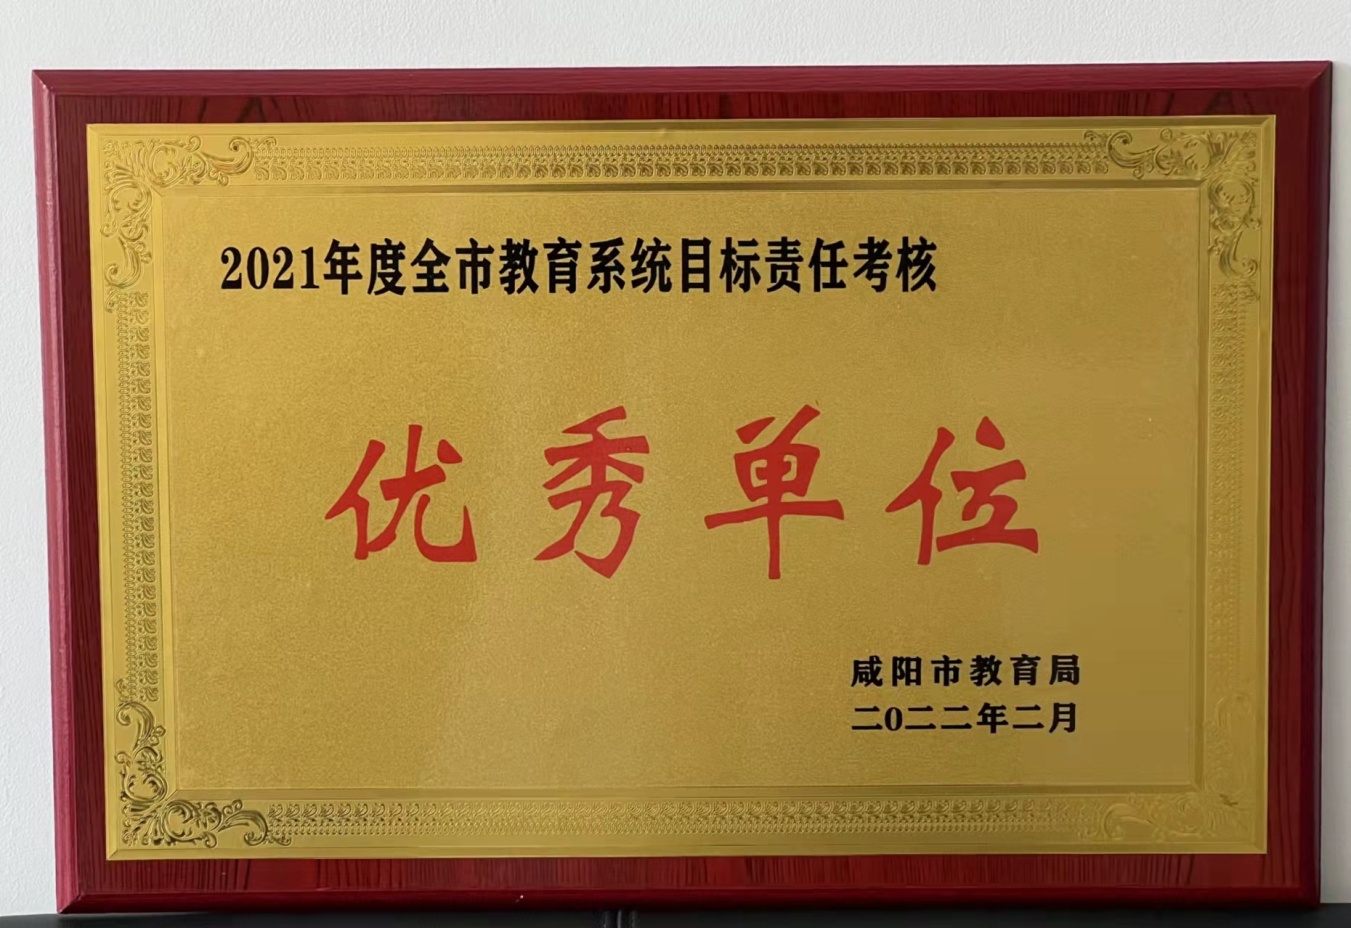 2021年度全市教育系统目标责任考核
优秀单位
咸阳市教育局
二0二二年二月